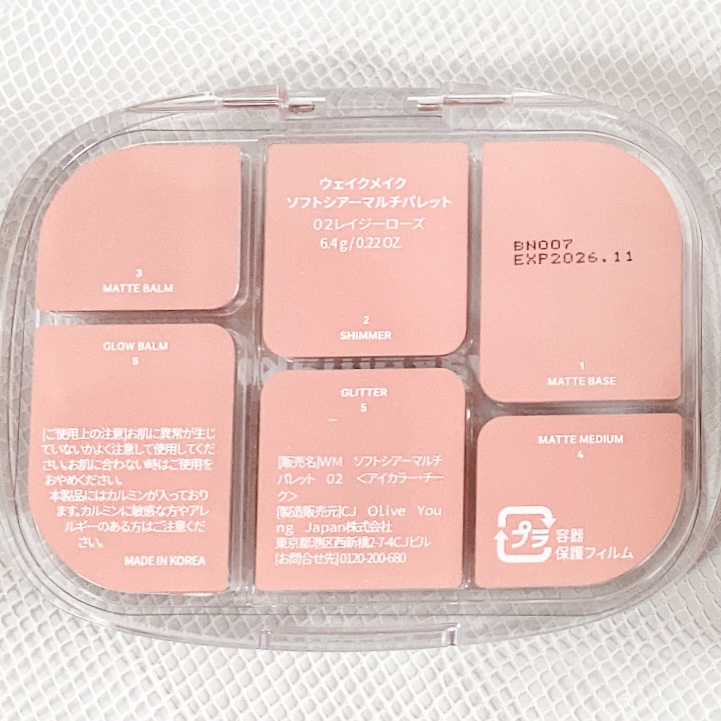 3
MATTE BALM
ウェイクメイク
ソフトシアーマルチパレット
02レイジーローズ
6.4g/0.22 OZ.
2
SHIMMER
BN007
EXP2026.11
1
MATTE BASE
GLOW BALM
6
[ご使用上の注意]お肌に異常が生じ
ていないかよく注意して使用してくだ
さい。お肌に合わない時はご使用を
おやめください。
本製品にはカルミンが入っており
ます。カルミンに敏感な方やアレ
ルギーのある方はご注意くだ
さい。
MADE IN KOREA
GLITTER
5
[販売名]WM ソフトシアーマルチ
パレット 02 <アイカラー・チー
ク>
[製造販売元]CJ Olive You
ng Japan株式会社
東京都港区西新橋2-7-4CJビル
[お問合せ先]0120-200-680
MATTE MEDIUM
4
プラ
容器
保護フィルム